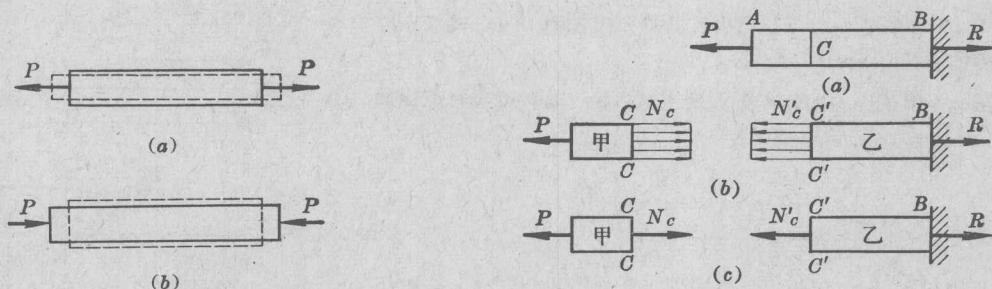 P P
(a)
P P
(b)
P A C B R
(a)
P 甲 C C N_c N'_c C' C' 乙 B R
(b)
P 甲 C C N_c N'_c C' C' 乙 B R
(c)